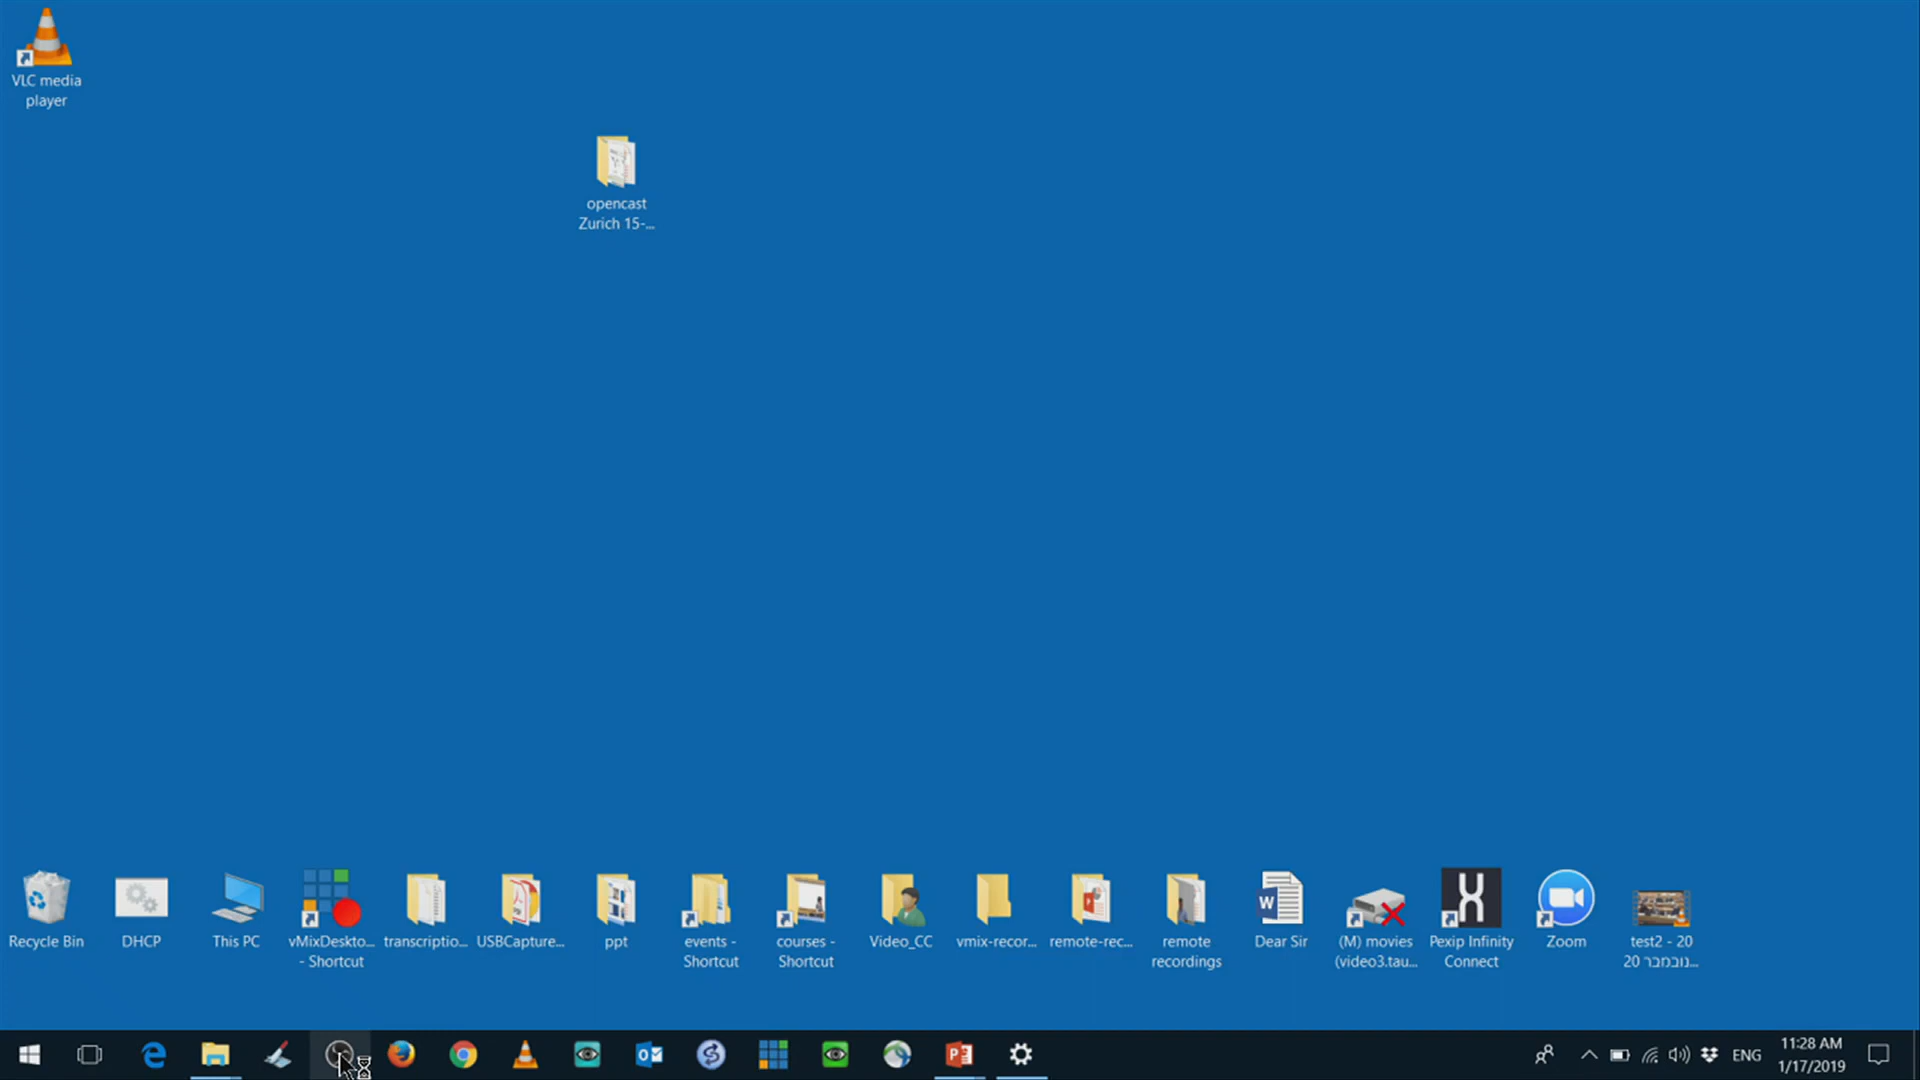 VLC media
player
opencast
Zurich 15-...
Recycle Bin
DHCP
This PC
vMixDeskto...
- Shortcut
transcriptio...
USBCapture...
ppt
events -
Shortcut
courses -
Shortcut
Video_CC
vmix-recor...
remote-rec...
remote
recordings
Dear Sir
(M) movies
(video3.tau...
Pexip Infinity
Connect
Zoom
test2 - 20
נובמבר 20...
ENG
11:28 AM
1/17/2019